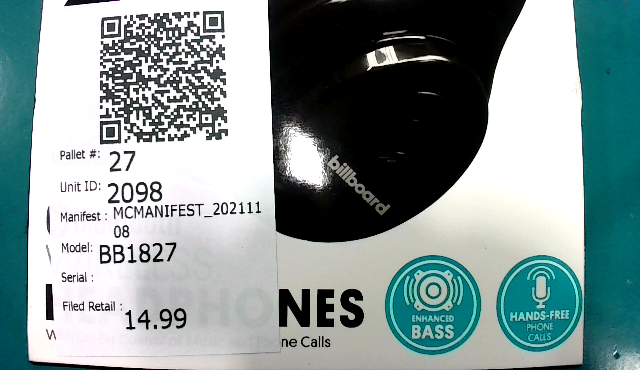 Pallet #: 27
Unit ID: 2098
Manifest : MCMANIFEST_202111
08
Model: BB1827
Serial :
Filed Retail : 14.99
billboard
HEADPHONES
ne Calls
ENHANCED
BASS
HANDS-FREE
PHONE
CALLS